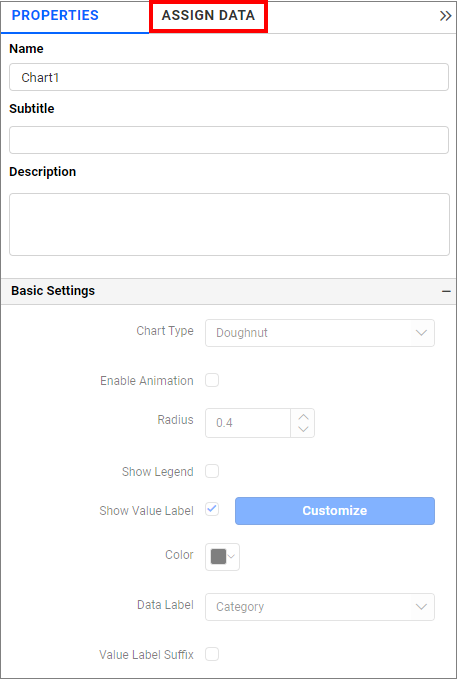 PROPERTIES ASSIGN DATA
Name
Chart1
Subtitle
Description
Basic Settings
Chart Type Doughnut
Enable Animation
Radius 0.4
Show Legend
Show Value Label Customize
Color
Data Label Category
Value Label Suffix